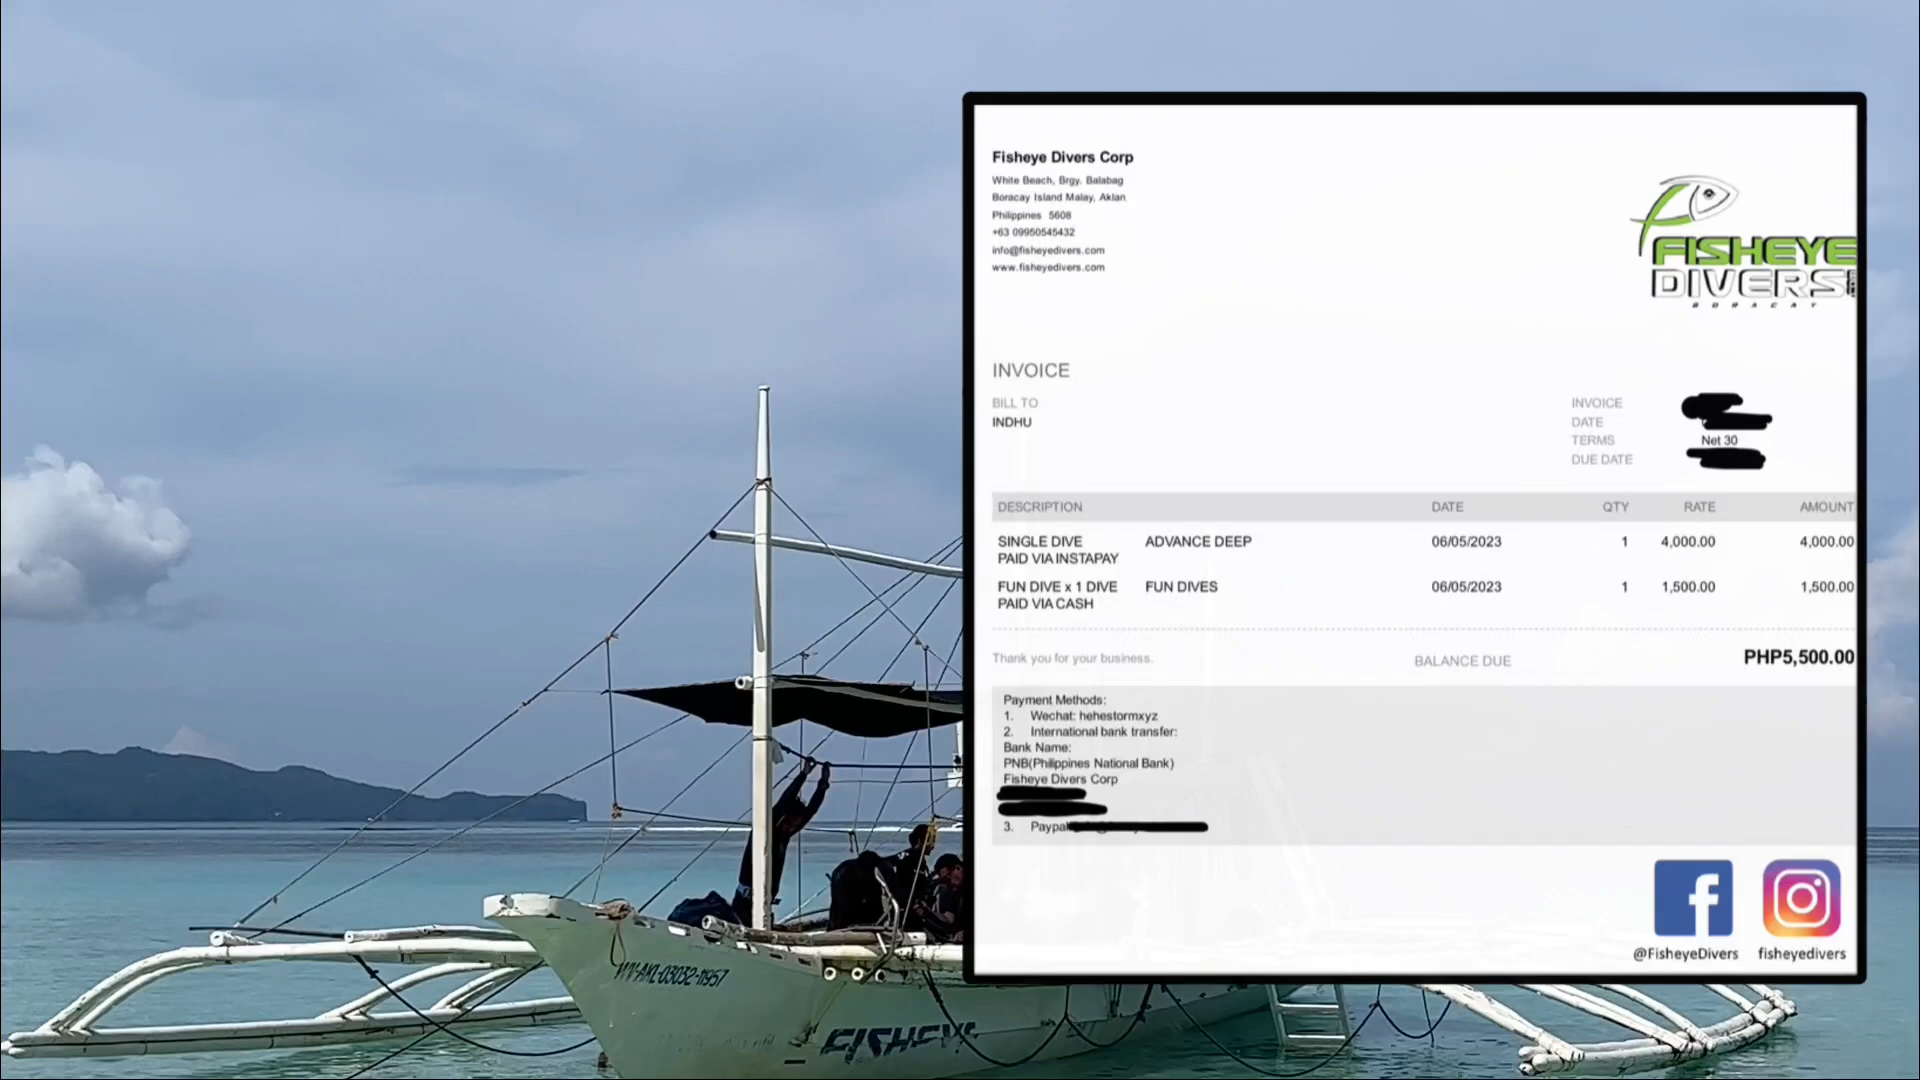 Fisheye Divers Corp
White Beach, Brgy. Balabag
Boracay Island Malay, Aklan
Philippines 5608
+63 09950545432
info@fisheyedivers.com
www.fisheyedivers.com
FISHEYE
DIVERS
BORACAY
INVOICE
BILL TO
INDHU
INVOICE
DATE
TERMS Net 30
DUE DATE
DESCRIPTION DATE QTY RATE AMOUNT
SINGLE DIVE ADVANCE DEEP 06/05/2023 1 4,000.00 4,000.00
PAID VIA INSTAPAY
FUN DIVE x 1 DIVE FUN DIVES 06/05/2023 1 1,500.00 1,500.00
PAID VIA CASH
Thank you for your business. BALANCE DUE PHP5,500.00
Payment Methods:
1. Wechat: hehestormxyz
2. International bank transfer:
Bank Name:
PNB(Philippines National Bank)
Fisheye Divers Corp
3. Paypal
@FisheyeDivers fisheyedivers
WV-AKL-03032-11957
FISHEYE